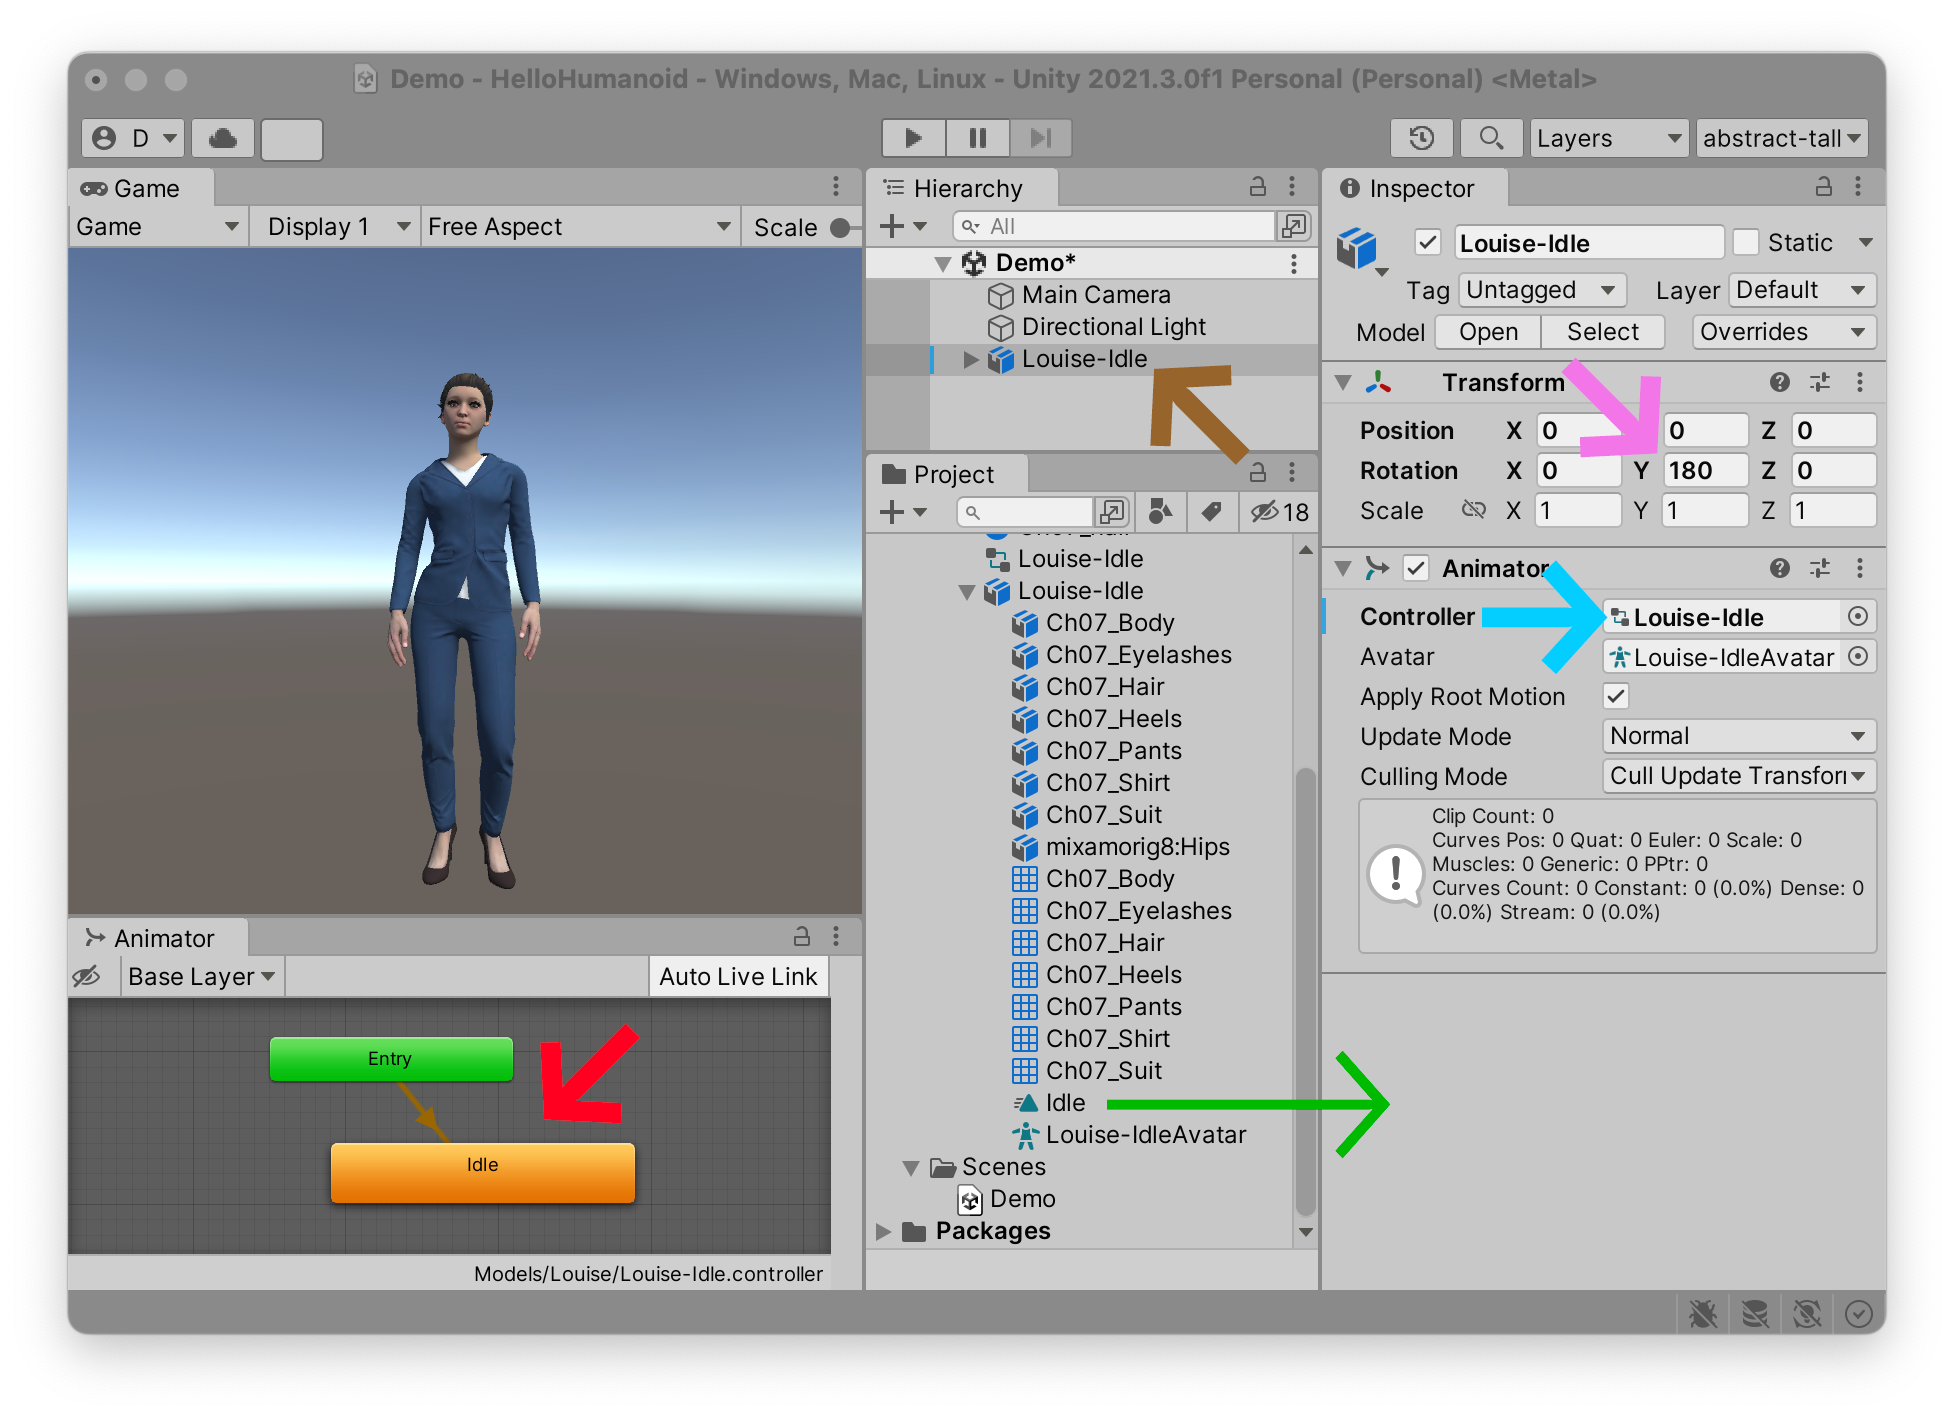 Demo - HelloHumanoid - Windows, Mac, Linux - Unity 2021.3.0f1 Personal (Personal) <Metal>
D
Layers
abstract-tall
Game
Game
Display 1
Free Aspect
Scale
Hierarchy
All
Demo*
Main Camera
Directional Light
Louise-Idle
Project
18
Louise-Idle
Louise-Idle
Ch07_Body
Ch07_Eyelashes
Ch07_Hair
Ch07_Heels
Ch07_Pants
Ch07_Shirt
Ch07_Suit
mixamorig8:Hips
Ch07_Body
Ch07_Eyelashes
Ch07_Hair
Ch07_Heels
Ch07_Pants
Ch07_Shirt
Ch07_Suit
Idle
Louise-IdleAvatar
Scenes
Demo
Packages
Inspector
Louise-Idle
Static
Tag Untagged Layer Default
Model Open Select Overrides
Transform
Position X 0 0 Z 0
Rotation X 0 Y 180 Z 0
Scale X 1 Y 1 Z 1
Animator
Controller Louise-Idle
Avatar Louise-IdleAvatar
Apply Root Motion
Update Mode Normal
Culling Mode Cull Update Transfor
Clip Count: 0
Curves Pos: 0 Quat: 0 Euler: 0 Scale: 0
Muscles: 0 Generic: 0 PPtr: 0
Curves Count: 0 Constant: 0 (0.0%) Dense: 0
(0.0%) Stream: 0 (0.0%)
Animator
Base Layer
Auto Live Link
Entry
Idle
Models/Louise/Louise-Idle.controller